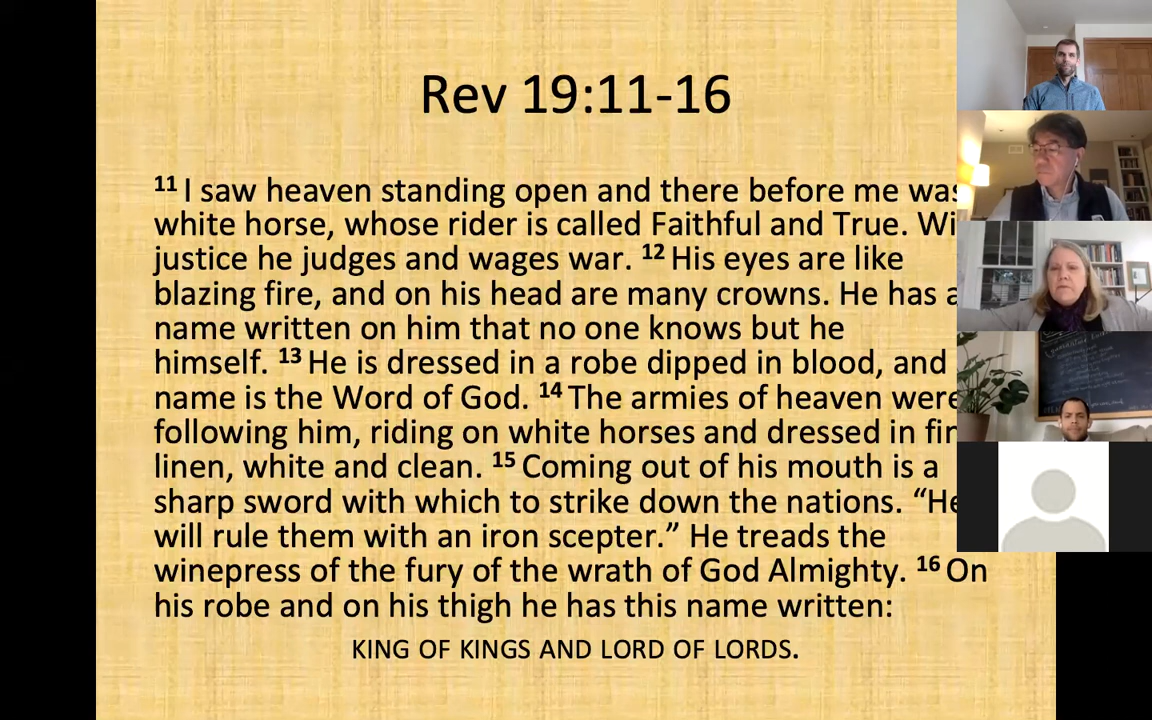 Rev 19:11-16
11 I saw heaven standing open and there before me was
white horse, whose rider is called Faithful and True. Wi
justice he judges and wages war. 12 His eyes are like
blazing fire, and on his head are many crowns. He has a
name written on him that no one knows but he
himself. 13 He is dressed in a robe dipped in blood, and
name is the Word of God. 14 The armies of heaven were
following him, riding on white horses and dressed in fin
linen, white and clean. 15 Coming out of his mouth is a
sharp sword with which to strike down the nations. “He
will rule them with an iron scepter.” He treads the
winepress of the fury of the wrath of God Almighty. 16 On
his robe and on his thigh he has this name written:
KING OF KINGS AND LORD OF LORDS.